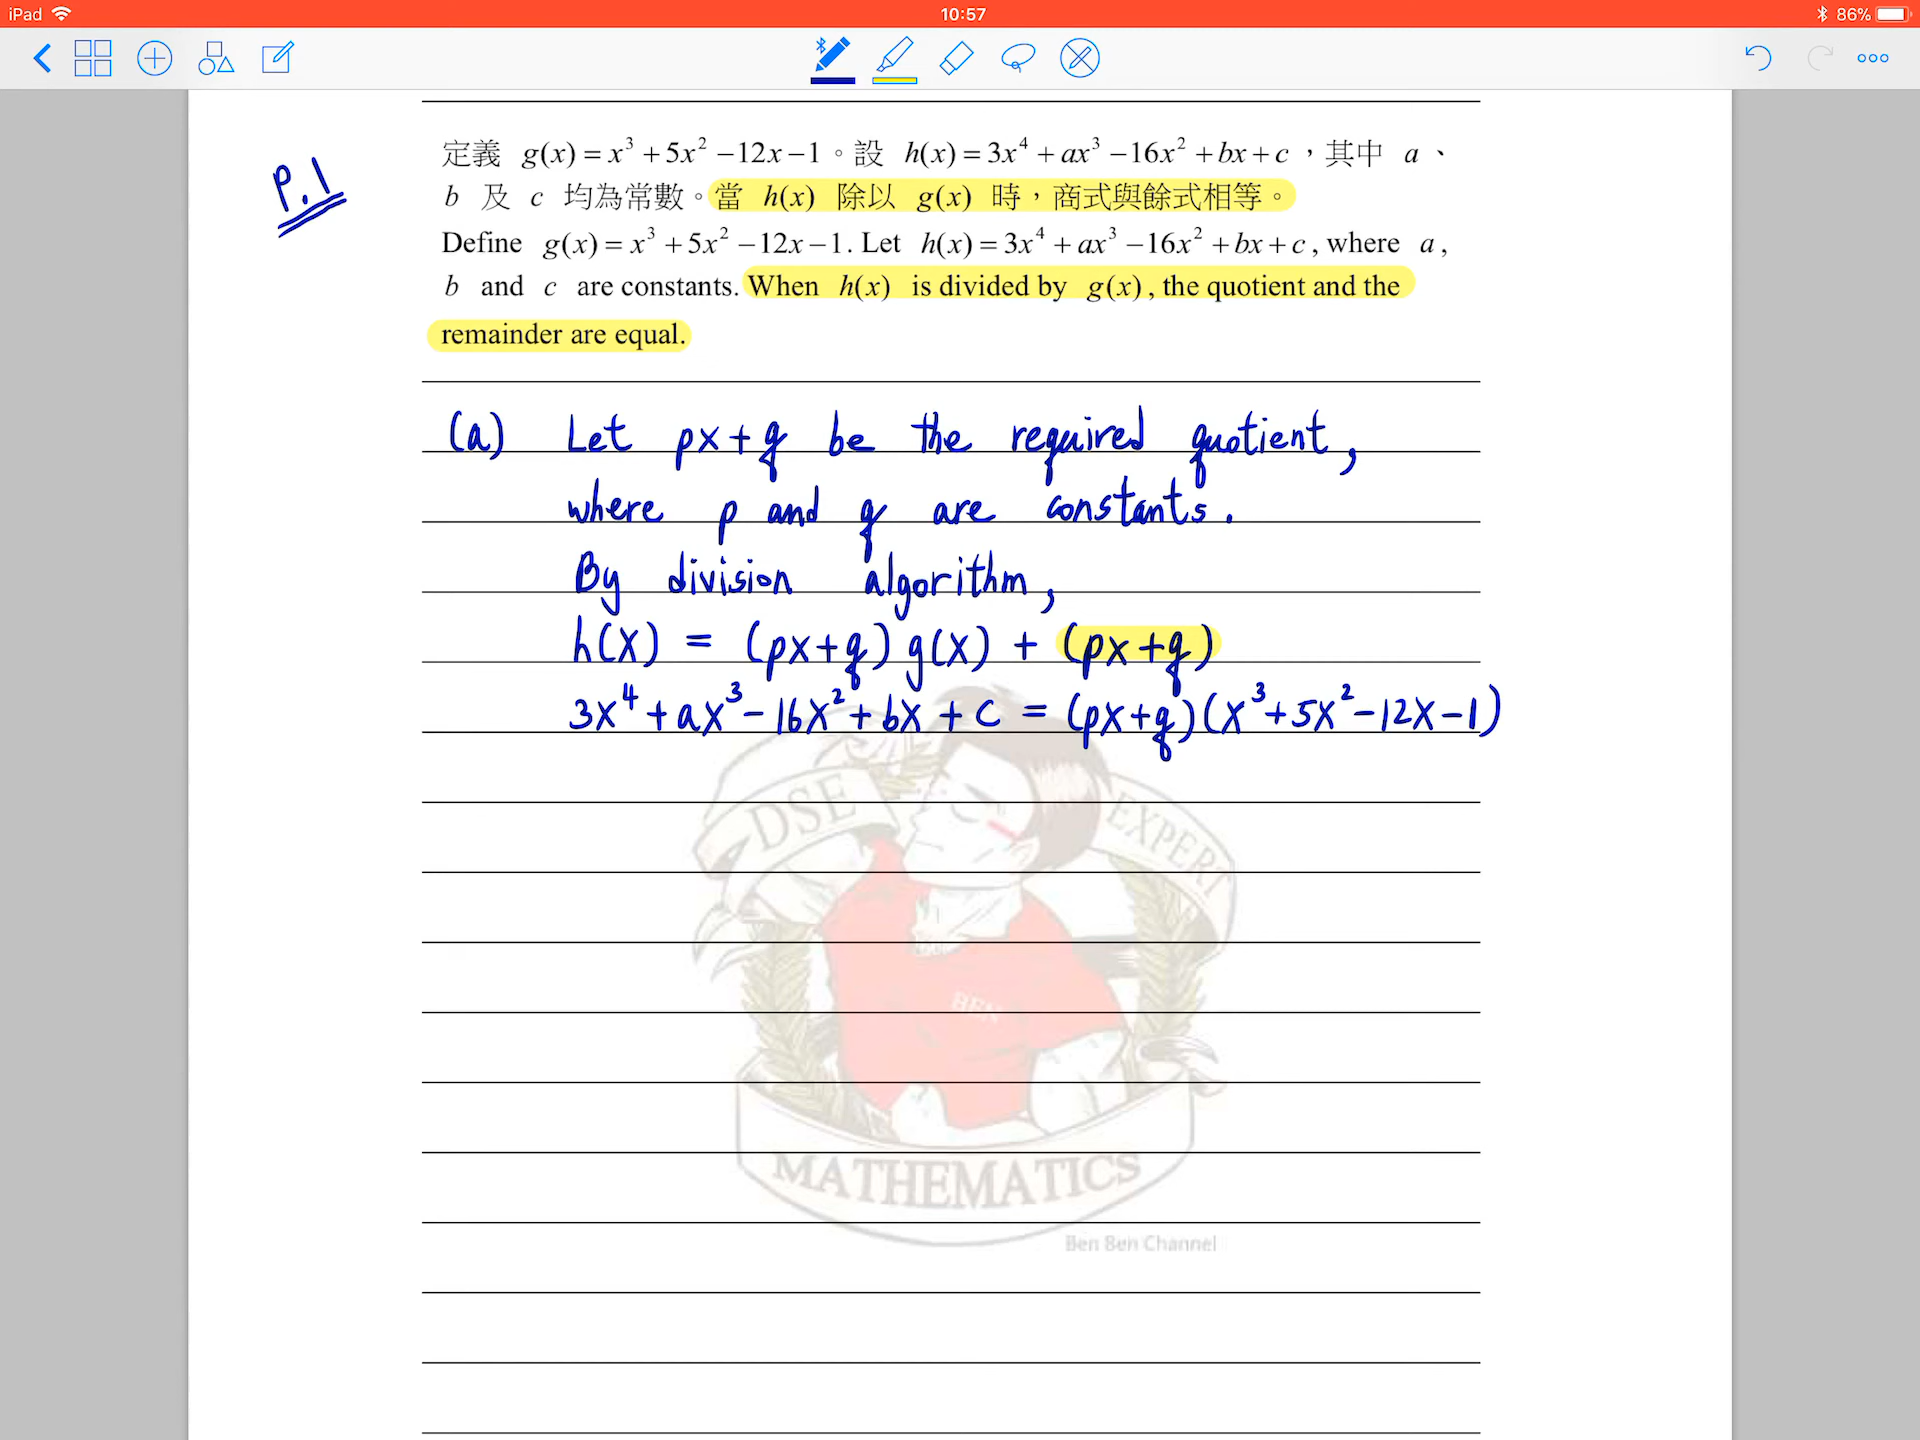 iPad 10:57 86%
P.1
定義 g(x) = x³ + 5x² − 12x − 1。設 h(x) = 3x⁴ + ax³ − 16x² + bx + c，其中 a、
b 及 c 均為常數。當 h(x) 除以 g(x) 時，商式與餘式相等。
Define g(x) = x³ + 5x² − 12x − 1. Let h(x) = 3x⁴ + ax³ − 16x² + bx + c, where a,
b and c are constants. When h(x) is divided by g(x), the quotient and the
remainder are equal.
(a) Let px+q be the required quotient,
where p and q are constants.
By division algorithm,
h(x) = (px+q) g(x) + (px+q)
3x⁴ + ax³ − 16x² + bx + c = (px+q)(x³+5x²−12x−1)
DSE EXPERT
BEN
MATHEMATICS
Ben Ben Channel